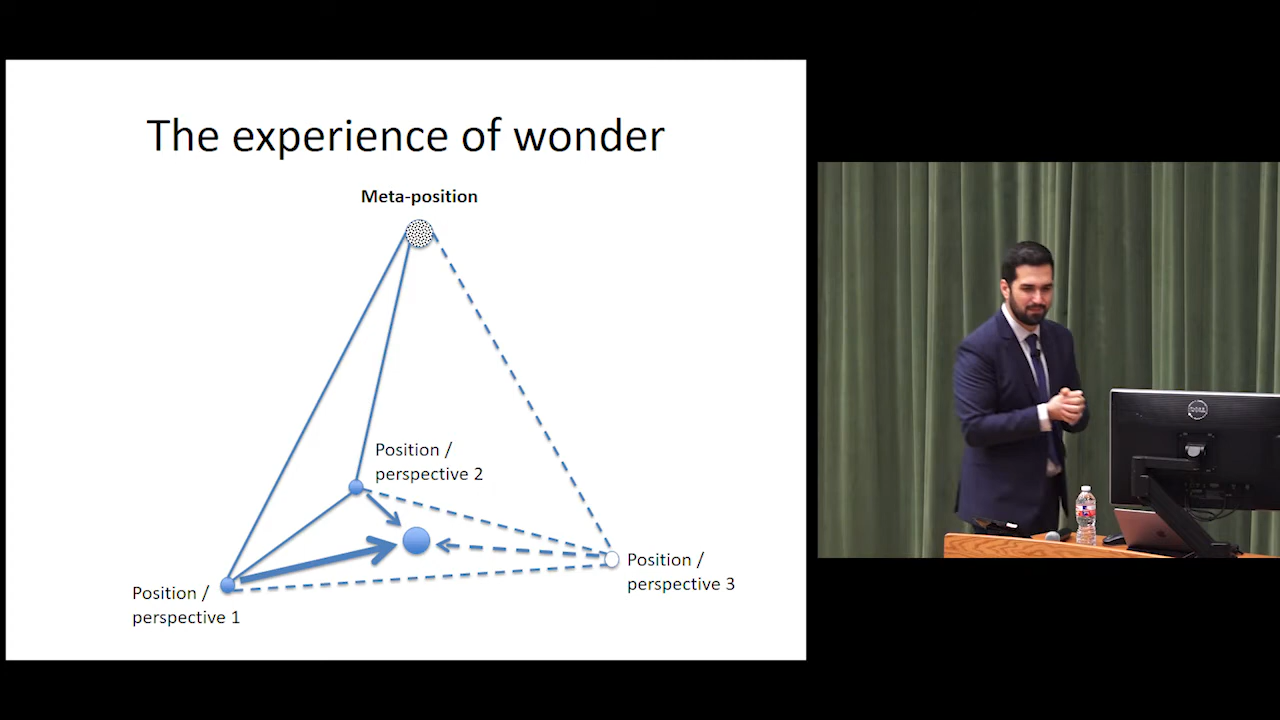 The experience of wonder
Meta-position
Position /
perspective 2
Position /
perspective 3
Position /
perspective 1
DELL